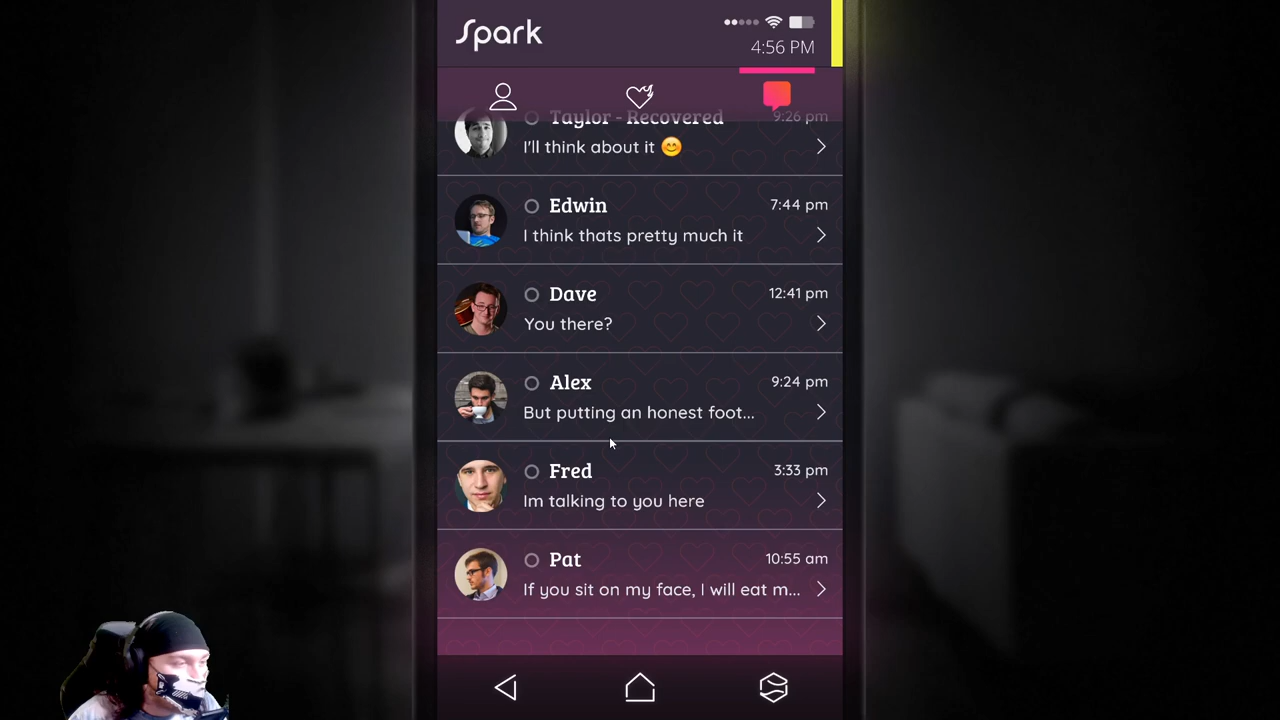 Spark
4:56 PM
Taylor - Recovered 9:26 pm
I'll think about it 😊
Edwin 7:44 pm
I think thats pretty much it
Dave 12:41 pm
You there?
Alex 9:24 pm
But putting an honest foot...
Fred 3:33 pm
Im talking to you here
Pat 10:55 am
If you sit on my face, I will eat m...